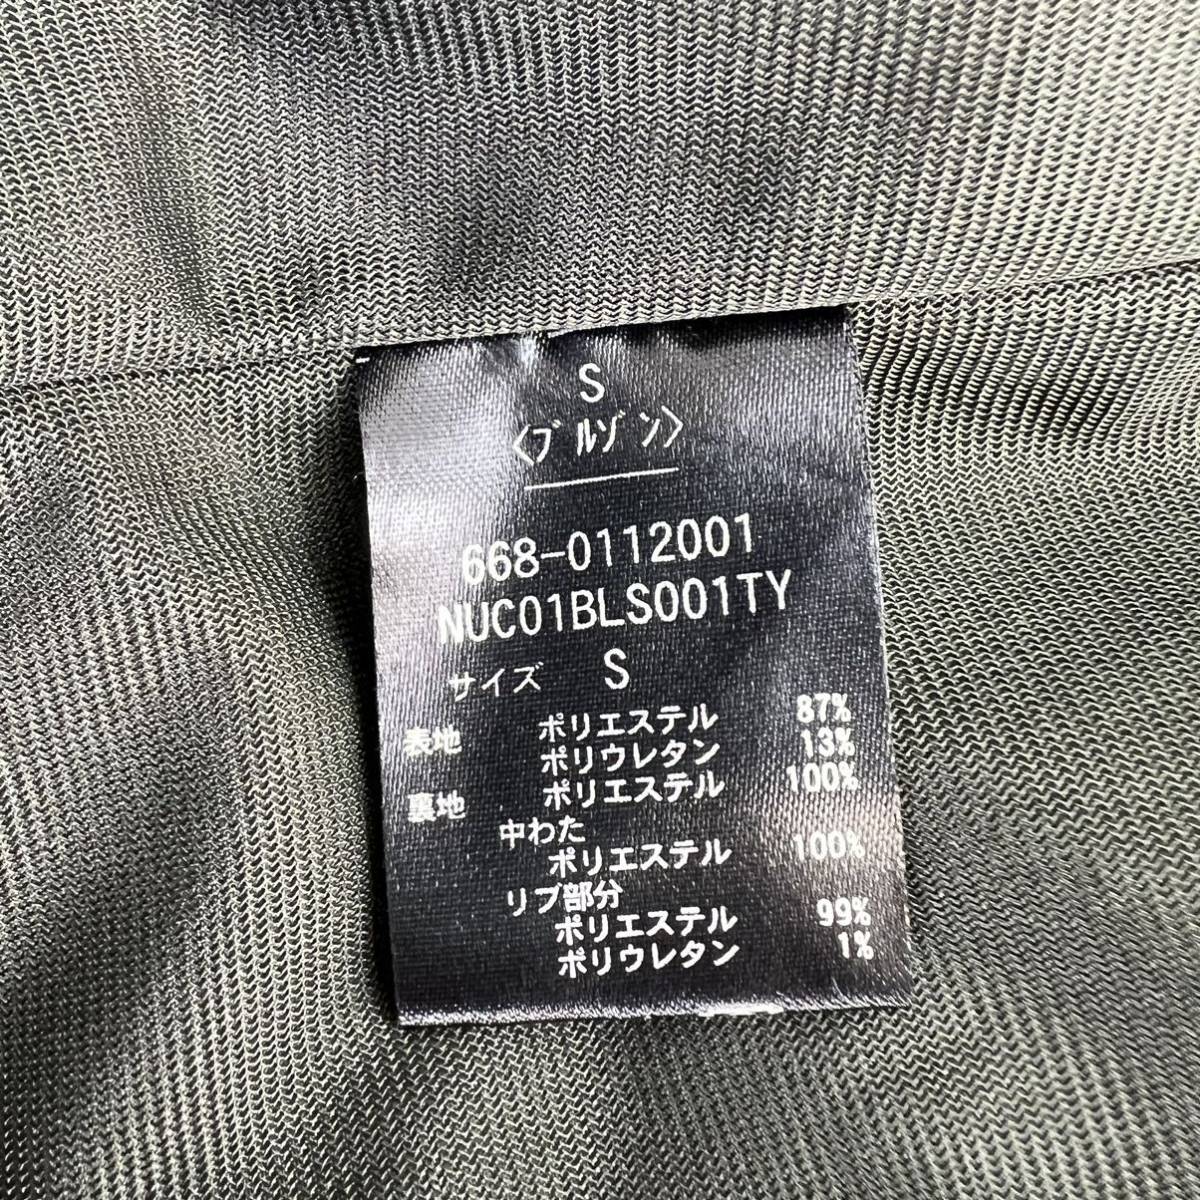 S
<ブルゾン>
668-0112001
NUC01BLS001TY
サイズ S
表地 ポリエステル 87%
ポリウレタン 13%
裏地 ポリエステル 100%
中わた
ポリエステル 100%
リブ部分
ポリエステル 99%
ポリウレタン 1%